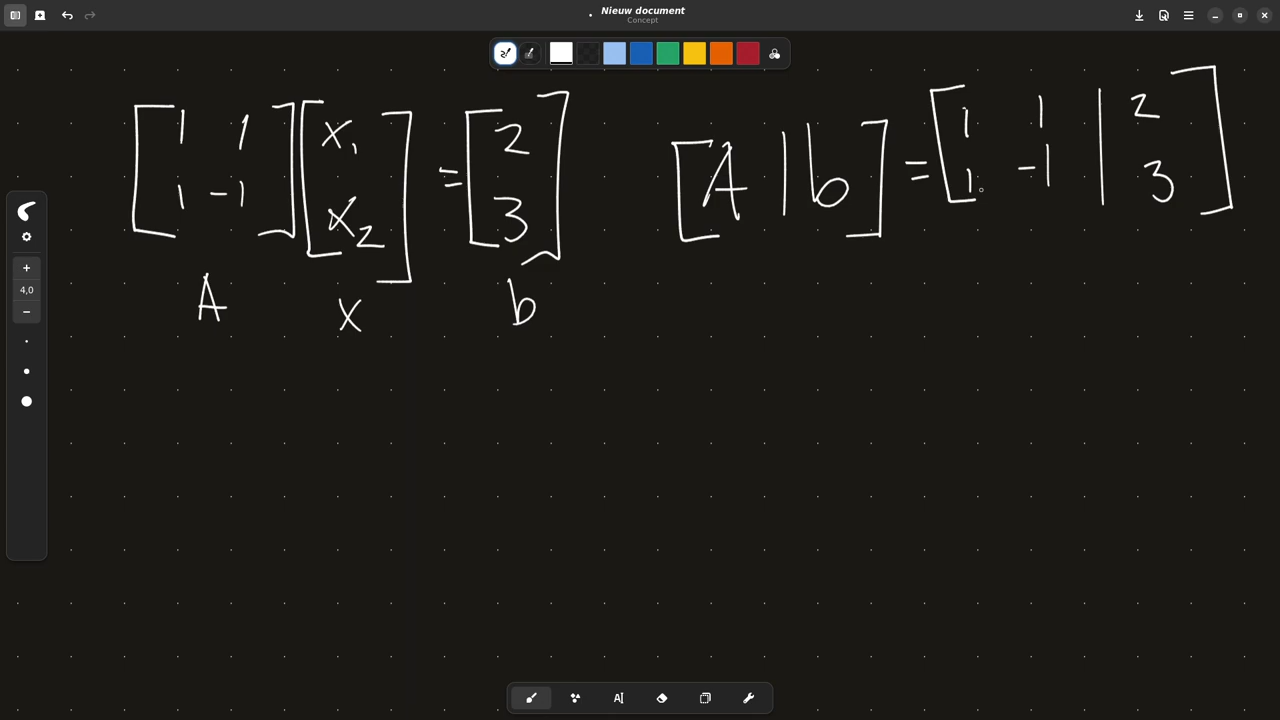 Nieuw document
Concept
4,0
[1 1; 1 -1] [x₁; x₂] = [2; 3]
A x b
[A | b] = [1 1 | 2; 1 -1 | 3]